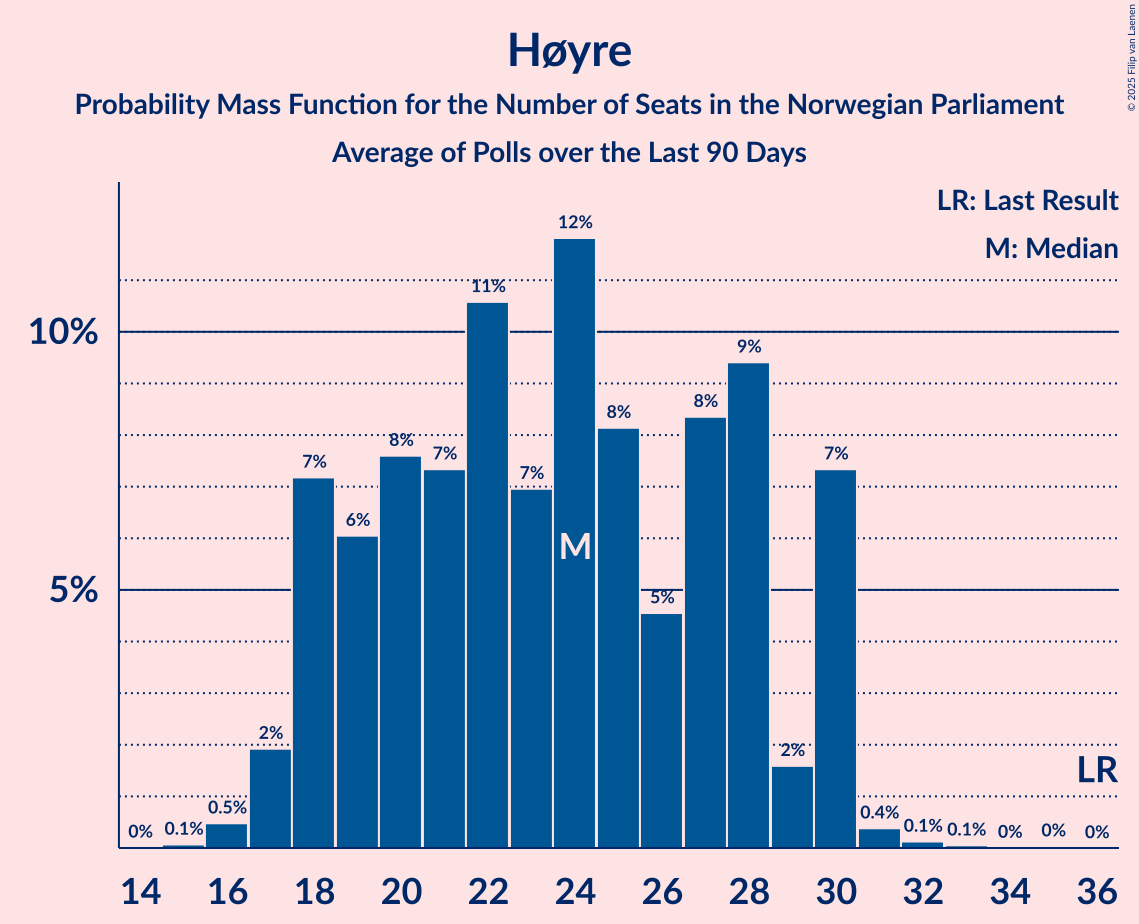 Høyre
Probability Mass Function for the Number of Seats in the Norwegian Parliament
Average of Polls over the Last 90 Days
© 2025 Filip van Laenen
LR: Last Result
M: Median
10%
5%
0%
0.1%
0.5%
2%
7%
6%
8%
7%
11%
7%
12%
8%
5%
8%
9%
2%
7%
0.4%
0.1%
0.1%
0%
0%
0%
M
LR
14 16 18 20 22 24 26 28 30 32 34 36